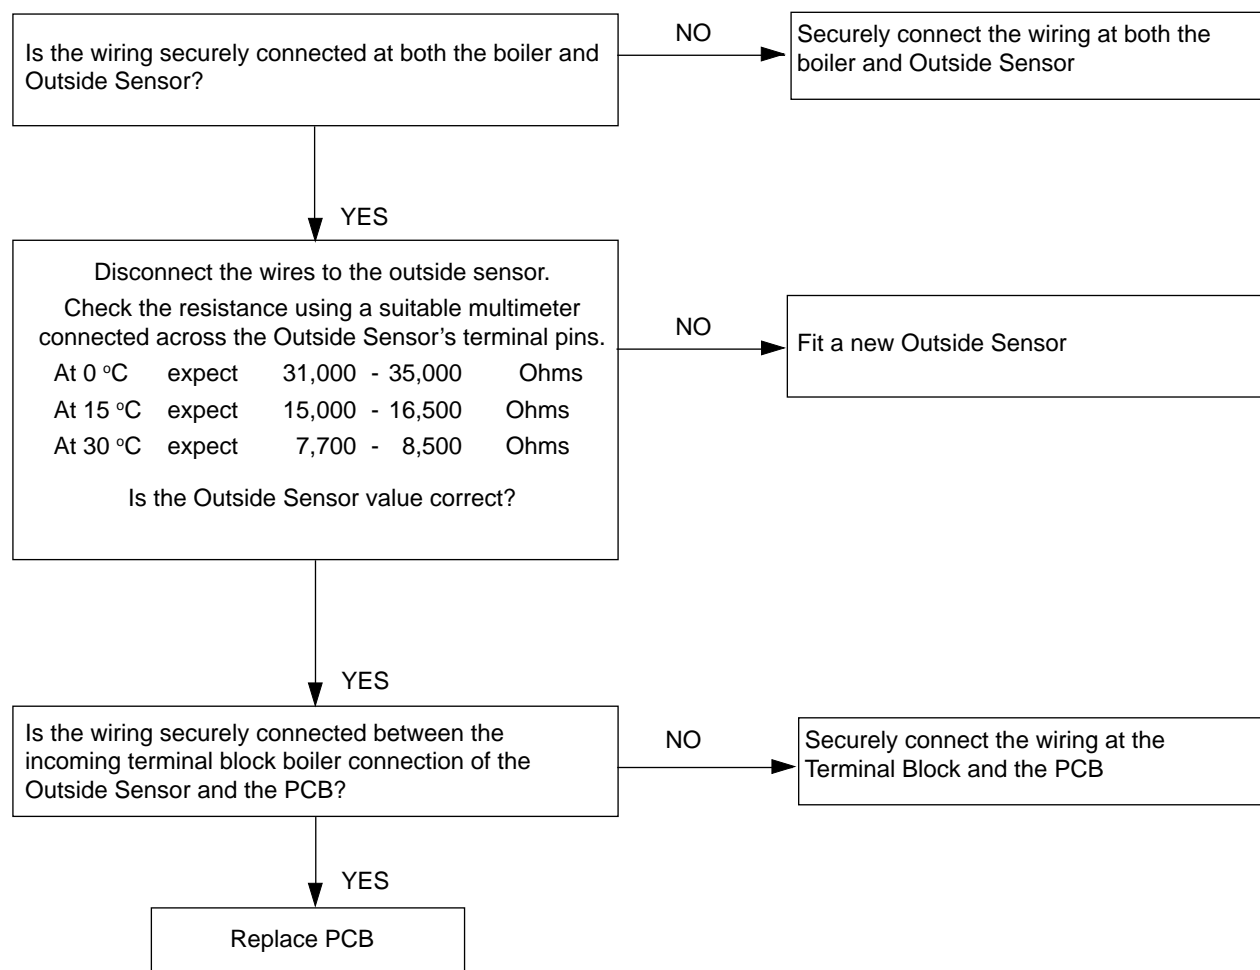 Is the wiring securely connected at both the boiler and
Outside Sensor?
NO
Securely connect the wiring at both the
boiler and Outside Sensor
YES
Disconnect the wires to the outside sensor.
Check the resistance using a suitable multimeter
connected across the Outside Sensor’s terminal pins.
At 0 ºC expect 31,000 - 35,000 Ohms
At 15 ºC expect 15,000 - 16,500 Ohms
At 30 ºC expect 7,700 - 8,500 Ohms
Is the Outside Sensor value correct?
NO
Fit a new Outside Sensor
YES
Is the wiring securely connected between the
incoming terminal block boiler connection of the
Outside Sensor and the PCB?
NO
Securely connect the wiring at the
Terminal Block and the PCB
YES
Replace PCB